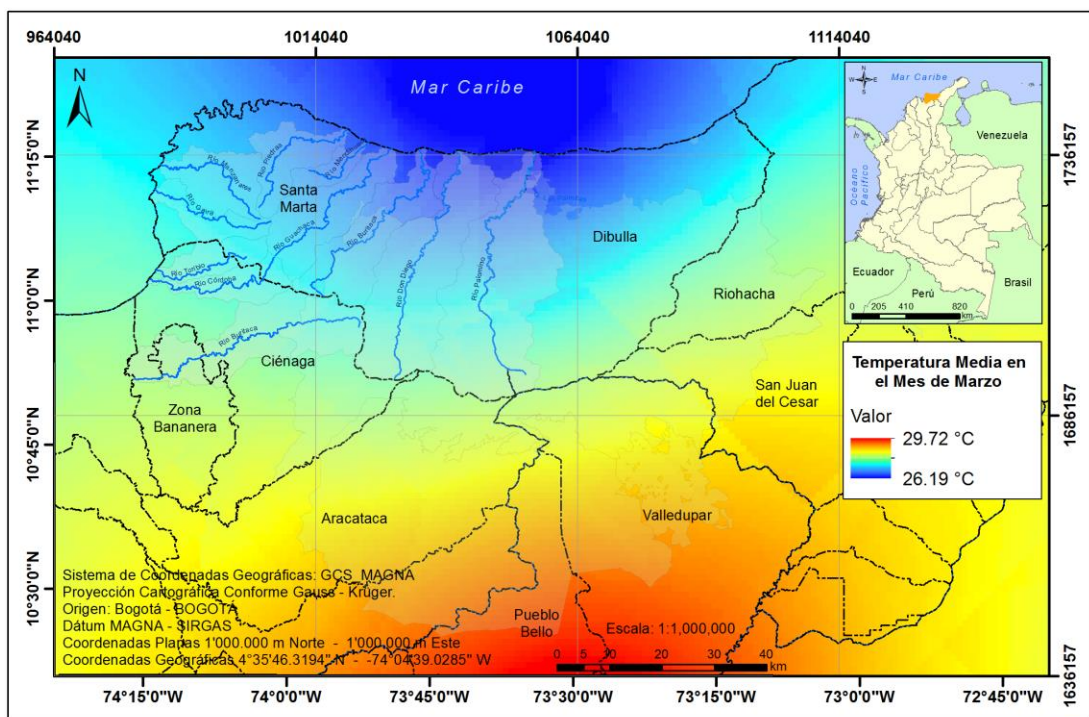 964040
1014040
1064040
1114040
N
Mar Caribe
11°15'0"N
11°0'0"N
10°45'0"N
10°30'0"N
1736157
1686157
1636157
Río Piedras
Río Gaira
Santa
Marta
Río Guachaca
Río Buritaca
Río Don Diego
Río Palomino
Dibulla
Río Toribio
Río Córdoba
Riohacha
Río Buritaca
Ciénaga
Zona
Bananera
San Juan
del Cesar
Aracataca
Valledupar
Pueblo
Bello
N
W
E
S
Mar Caribe
Venezuela
Océano
Pacífico
Ecuador
Perú
Brasil
0 205 410 820
km
Temperatura Media en
el Mes de Marzo
Valor
29.72 °C
26.19 °C
Sistema de Coordenadas Geográficas: GCS_MAGNA
Proyección Cartográfica Conforme Gauss - Krüger.
Origen: Bogotá - BOGOTÁ
Dátum MAGNA - SIRGAS
Coordenadas Planas 1'000.000 m Norte - 1'000.000 m Este
Coordenadas Geográficas 4°35'46.3194" N - -74°04'39.0285" W
Escala: 1:1,000,000
0 5 10 20 30 40
km
74°15'0"W
74°0'0"W
73°45'0"W
73°30'0"W
73°15'0"W
73°0'0"W
72°45'0"W